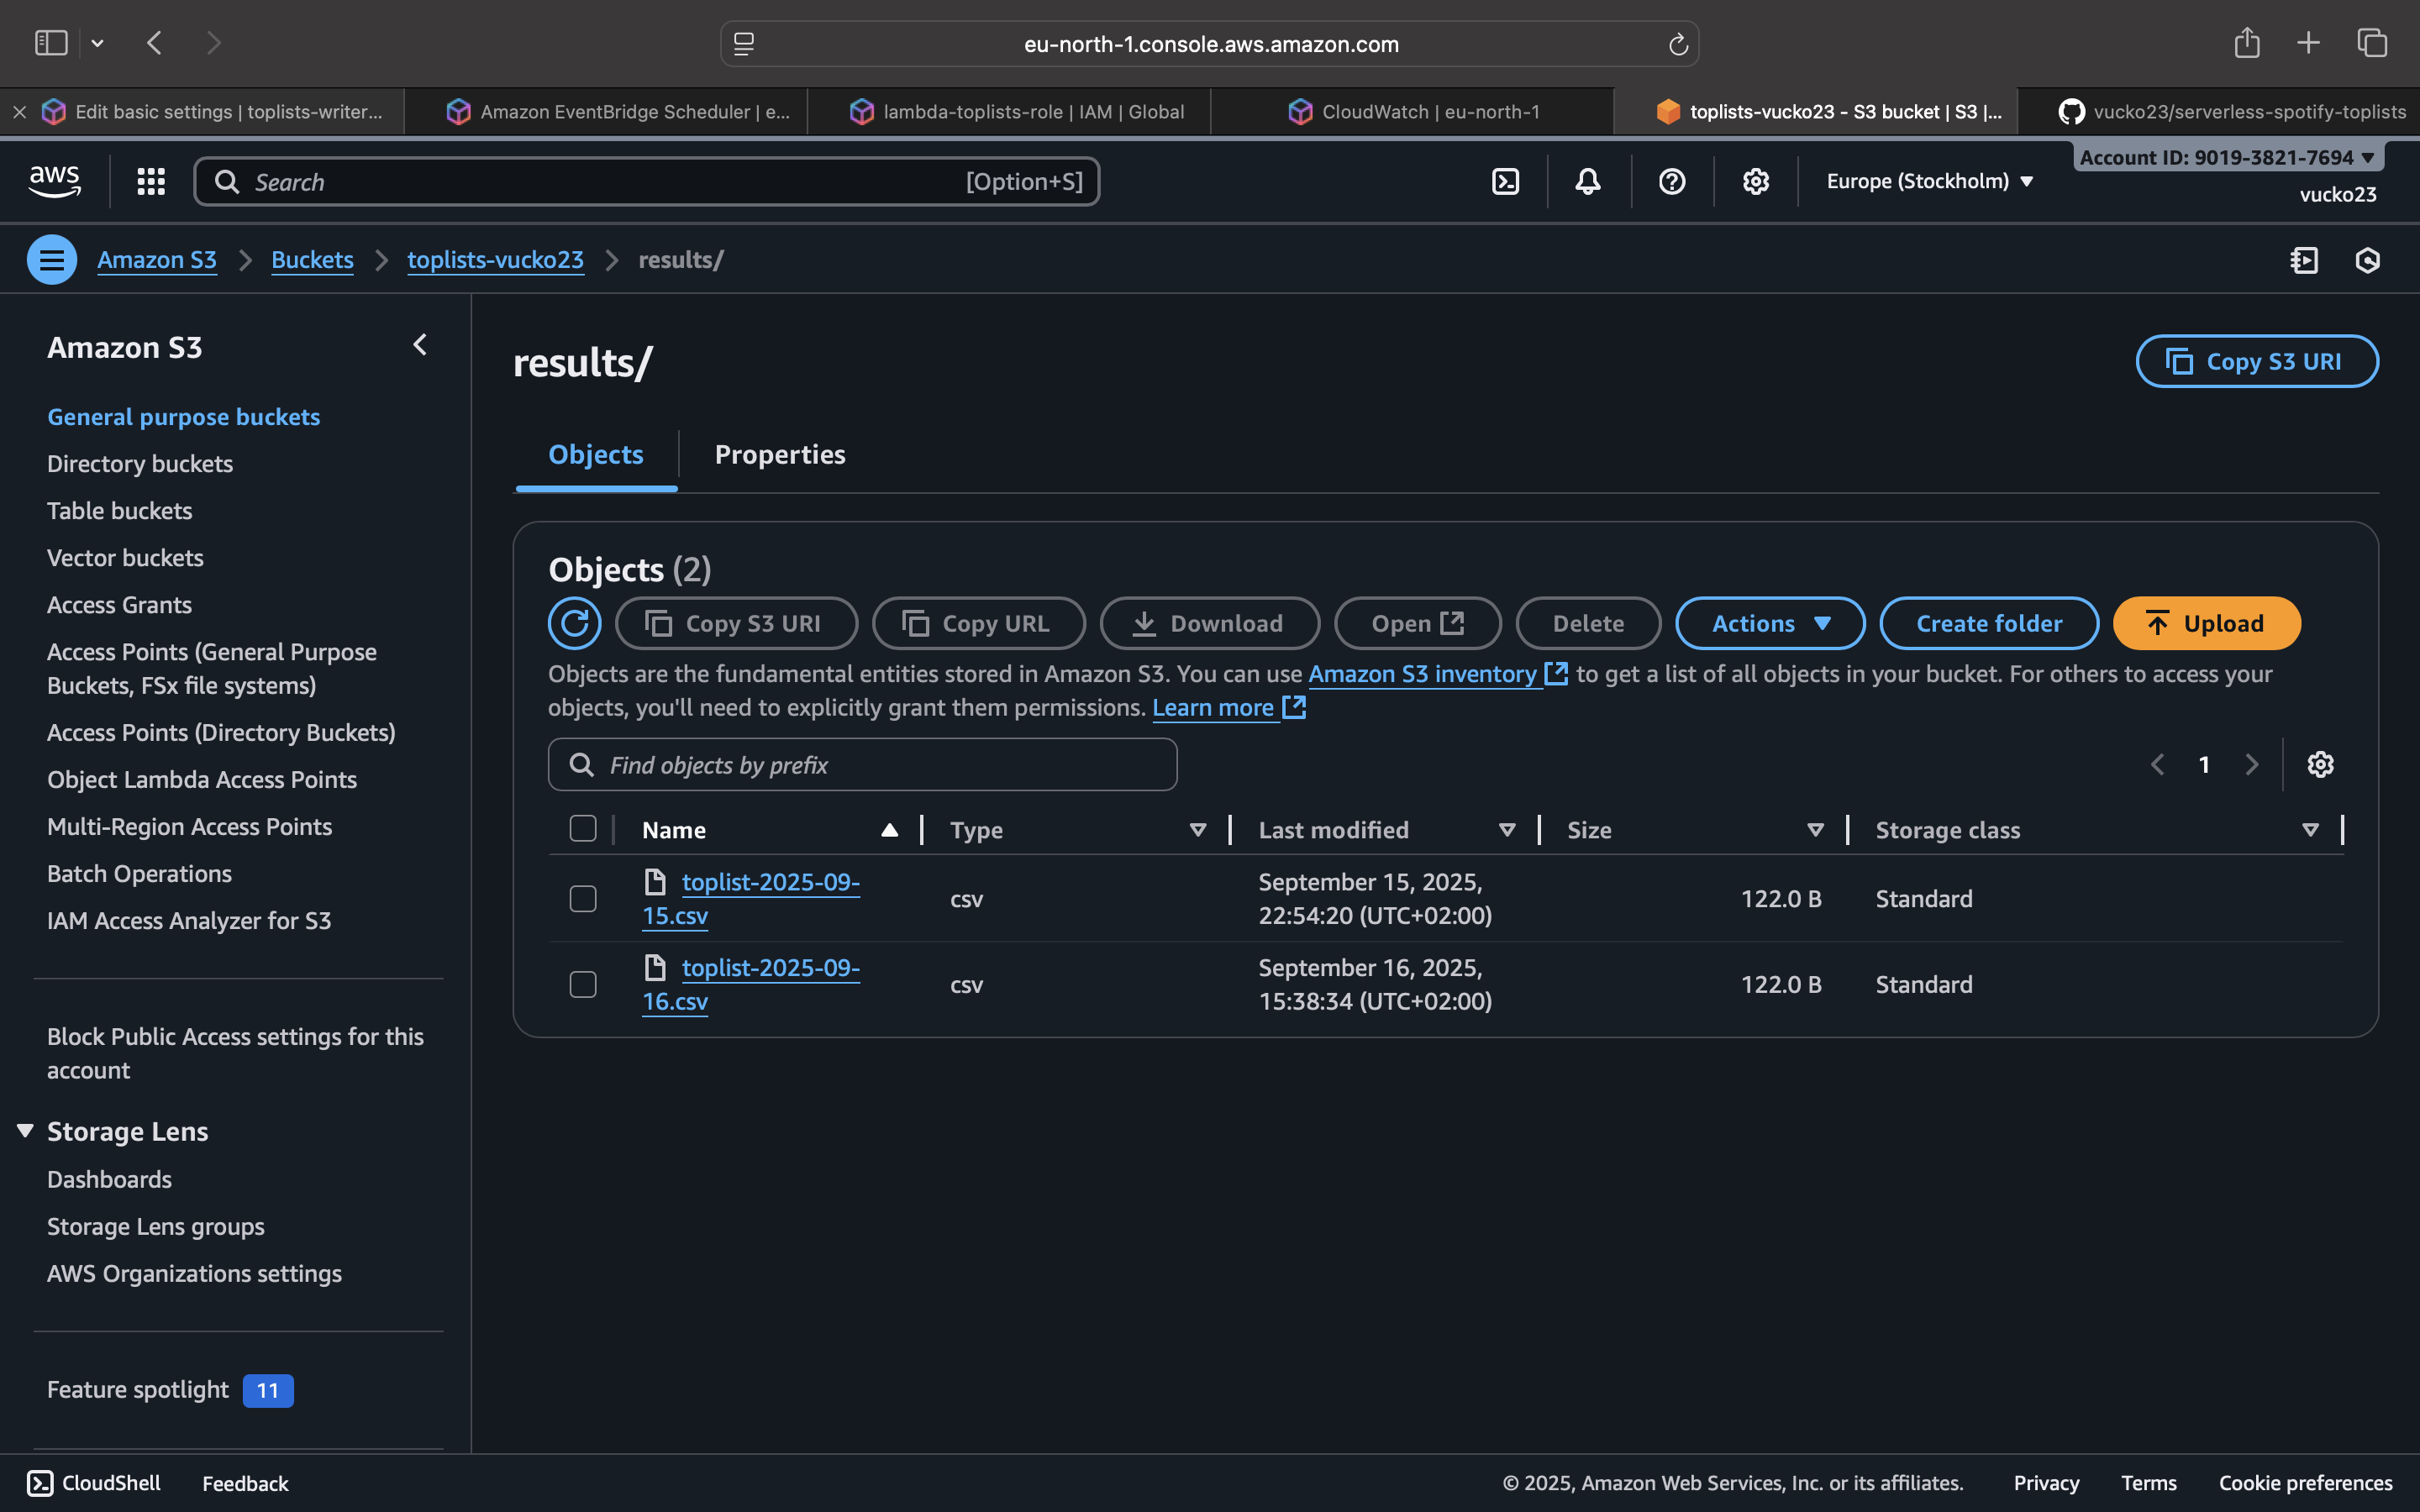 eu-north-1.console.aws.amazon.com
Edit basic settings | toplists-writer...
Amazon EventBridge Scheduler | e...
lambda-toplists-role | IAM | Global
CloudWatch | eu-north-1
toplists-vucko23 - S3 bucket | S3 |...
vucko23/serverless-spotify-toplists
aws
Search
[Option+S]
Europe (Stockholm)
Account ID: 9019-3821-7694
vucko23
Amazon S3
Buckets
toplists-vucko23
results/
Amazon S3
General purpose buckets
Directory buckets
Table buckets
Vector buckets
Access Grants
Access Points (General Purpose
Buckets, FSx file systems)
Access Points (Directory Buckets)
Object Lambda Access Points
Multi-Region Access Points
Batch Operations
IAM Access Analyzer for S3
Block Public Access settings for this
account
Storage Lens
Dashboards
Storage Lens groups
AWS Organizations settings
Feature spotlight 11
results/
Copy S3 URI
Objects
Properties
Objects (2)
Copy S3 URI
Copy URL
Download
Open
Delete
Actions
Create folder
Upload
Objects are the fundamental entities stored in Amazon S3. You can use Amazon S3 inventory to get a list of all objects in your bucket. For others to access your
objects, you'll need to explicitly grant them permissions. Learn more
Find objects by prefix
1
Name
Type
Last modified
Size
Storage class
toplist-2025-09-
15.csv
csv
September 15, 2025,
22:54:20 (UTC+02:00)
122.0 B
Standard
toplist-2025-09-
16.csv
csv
September 16, 2025,
15:38:34 (UTC+02:00)
122.0 B
Standard
CloudShell
Feedback
© 2025, Amazon Web Services, Inc. or its affiliates.
Privacy
Terms
Cookie preferences